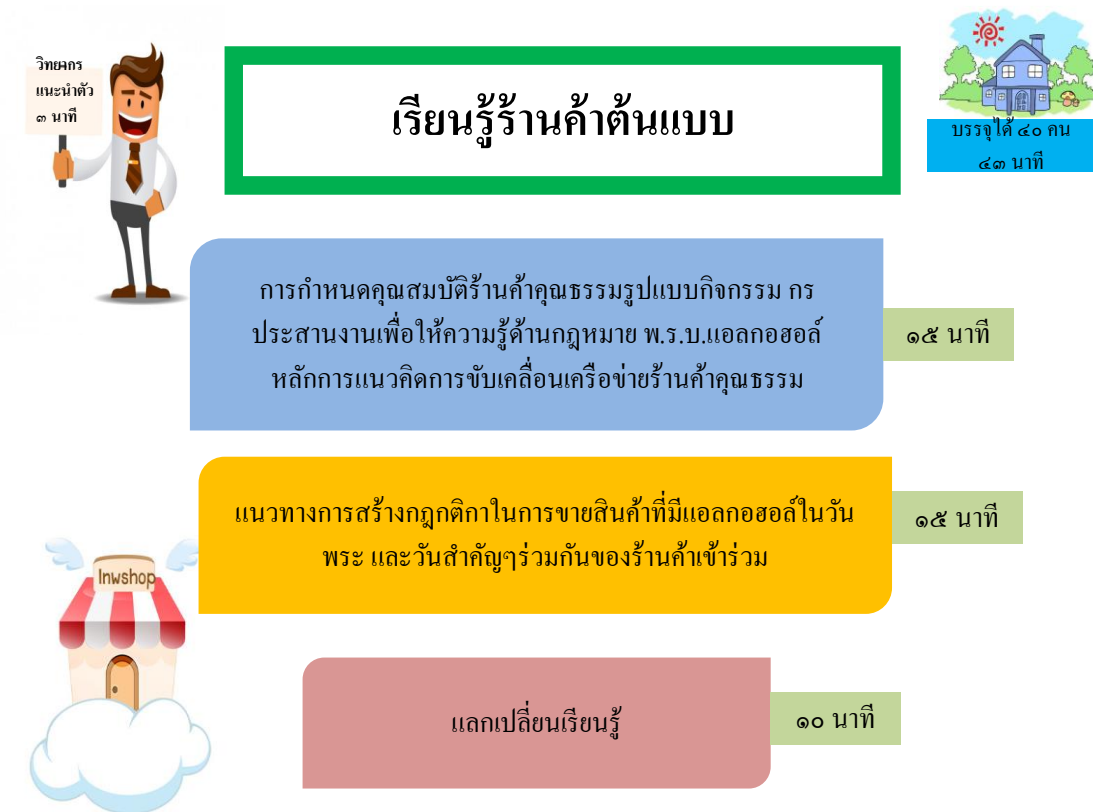 วิทยากร
แนะนำตัว
๓ นาที
เรียนรู้ร้านค้าต้นแบบ
บรรจุได้ ๔๐ คน
๔๓ นาที
การกำหนดคุณสมบัติร้านค้าคุณธรรมรูปแบบกิจกรรม กร
ประสานงานเพื่อให้ความรู้ด้านกฎหมาย พ.ร.บ.แอลกอฮอล์
หลักการแนวคิดการขับเคลื่อนเครือข่ายร้านค้าคุณธรรม
๑๕ นาที
แนวทางการสร้างกฎกติกาในการขายสินค้าที่มีแอลกอฮอล์ในวัน
พระ และวันสำคัญๆร่วมกันของร้านค้าเข้าร่วม
๑๕ นาที
Inwshop
แลกเปลี่ยนเรียนรู้
๑๐ นาที